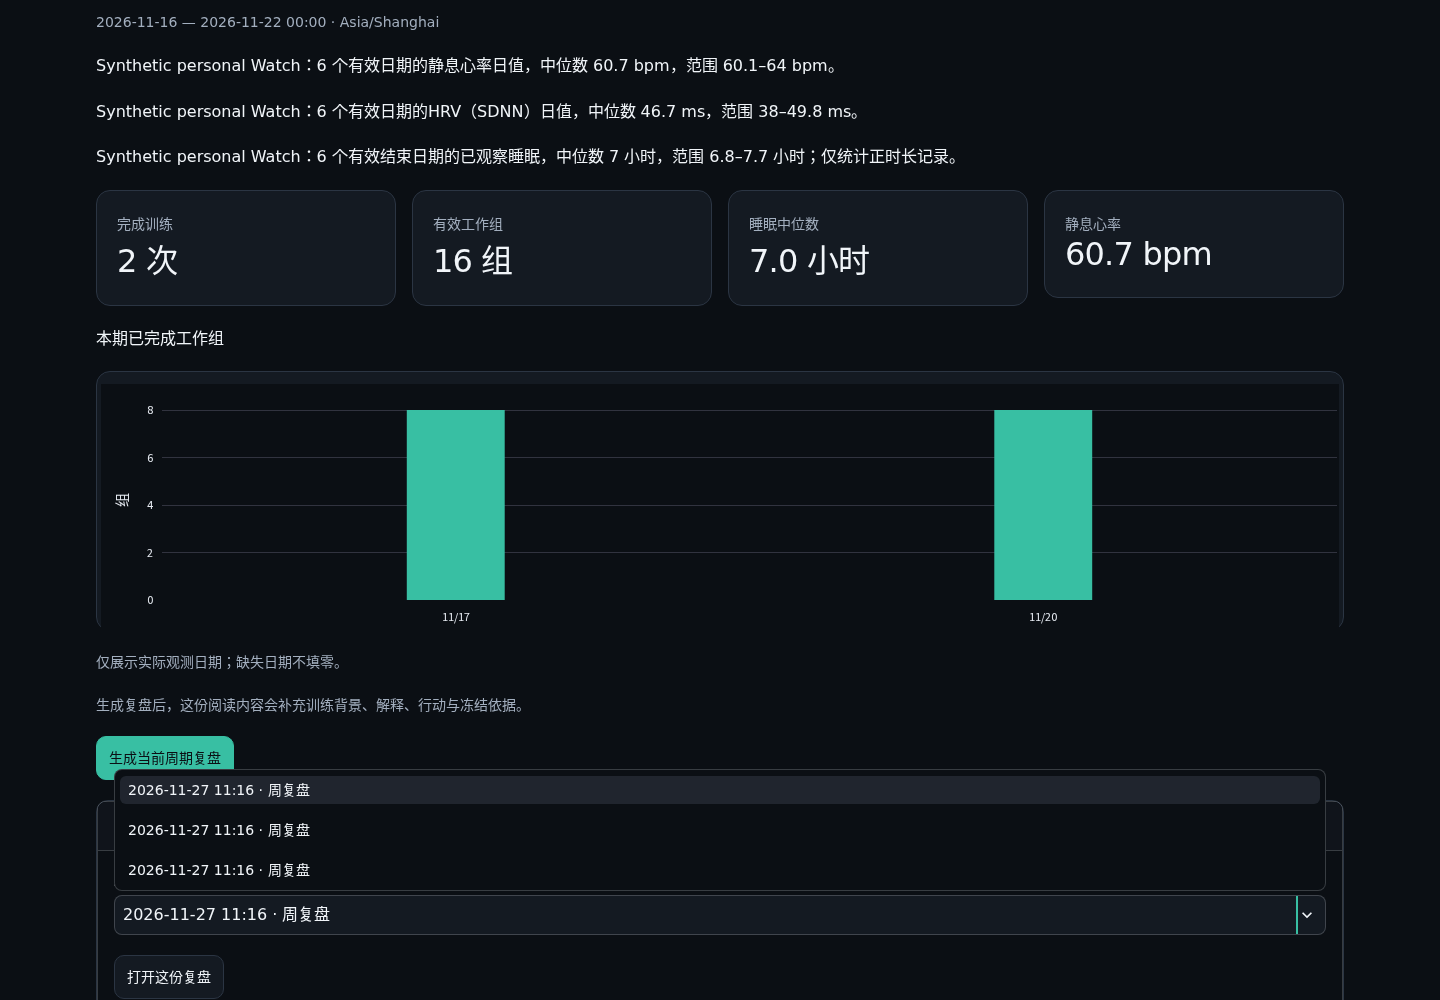 2026-11-16 — 2026-11-22 00:00 · Asia/Shanghai
Synthetic personal Watch：6 个有效日期的静息心率日值，中位数 60.7 bpm，范围 60.1–64 bpm。
Synthetic personal Watch：6 个有效日期的HRV（SDNN）日值，中位数 46.7 ms，范围 38–49.8 ms。
Synthetic personal Watch：6 个有效结束日期的已观察睡眠，中位数 7 小时，范围 6.8–7.7 小时；仅统计正时长记录。
完成训练
2 次
有效工作组
16 组
睡眠中位数
7.0 小时
静息心率
60.7 bpm
本期已完成工作组
8
6
4
2
0
组
11/17
11/20
仅展示实际观测日期；缺失日期不填零。
生成复盘后，这份阅读内容会补充训练背景、解释、行动与冻结依据。
生成当前周期复盘
2026-11-27 11:16 · 周复盘
2026-11-27 11:16 · 周复盘
2026-11-27 11:16 · 周复盘
2026-11-27 11:16 · 周复盘
打开这份复盘